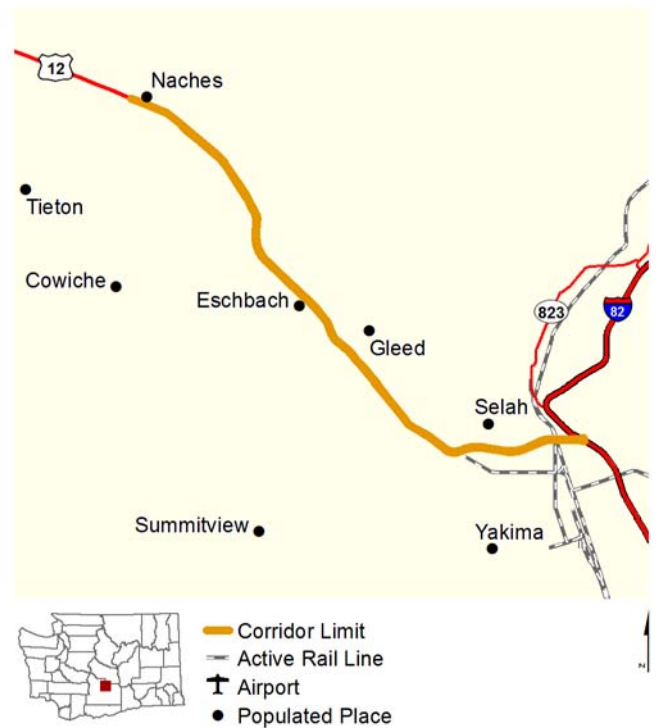 12
Naches
Tieton
Cowiche
Eschbach
823
82
Gleed
Selah
Summitview
Yakima
Corridor Limit
Active Rail Line
Airport
Populated Place
N